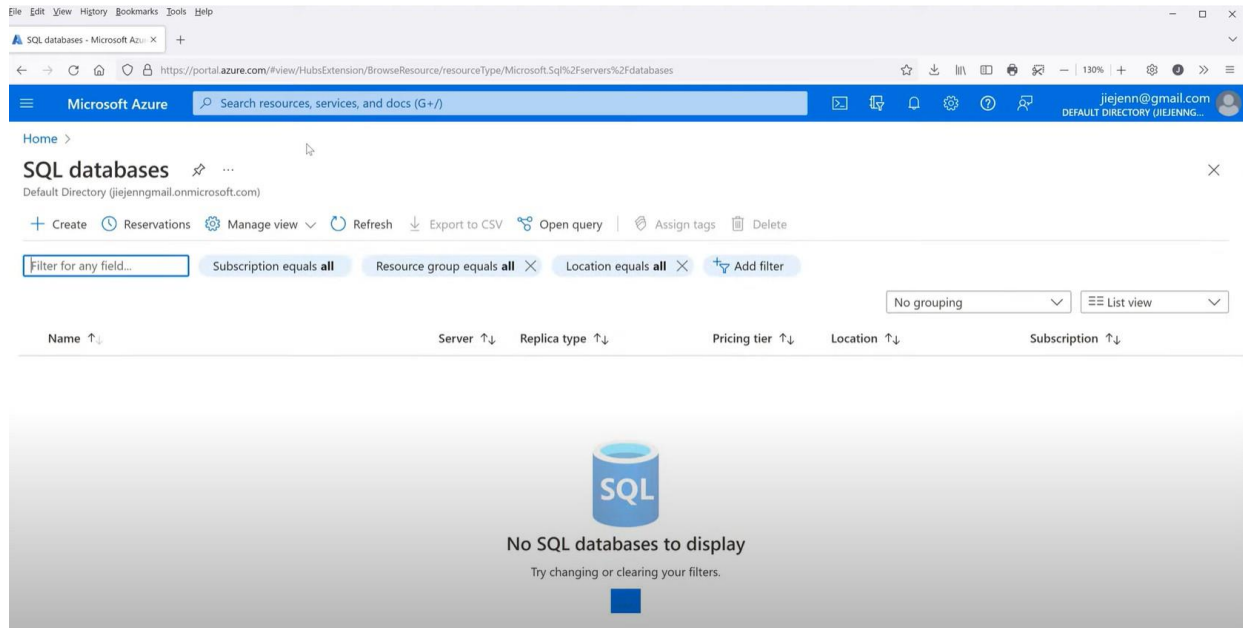 File Edit View History Bookmarks Tools Help
SQL databases - Microsoft Azu
https://portal.azure.com/#view/HubsExtension/BrowseResource/resourceType/Microsoft.Sql%2Fservers%2Fdatabases 130%
Microsoft Azure Search resources, services, and docs (G+/) jiejenn@gmail.com
DEFAULT DIRECTORY (JIEJENNG...
Home >
SQL databases ...
Default Directory (jiejenngmail.onmicrosoft.com)
Create Reservations Manage view Refresh Export to CSV Open query Assign tags Delete
Filter for any field... Subscription equals all Resource group equals all Location equals all Add filter
No grouping List view
Name Server Replica type Pricing tier Location Subscription
SQL
No SQL databases to display
Try changing or clearing your filters.